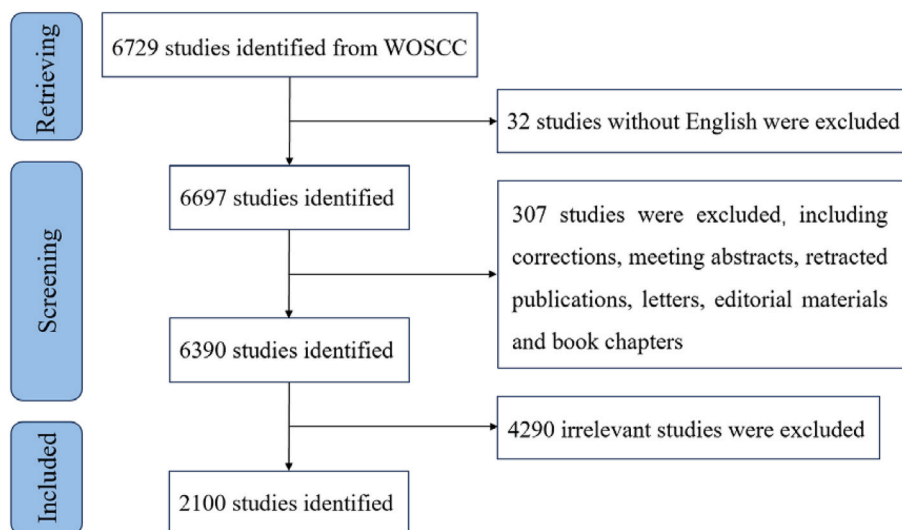 Retrieving
6729 studies identified from WOSCC
32 studies without English were excluded
Screening
6697 studies identified
307 studies were excluded, including
corrections, meeting abstracts, retracted
publications, letters, editorial materials
and book chapters
6390 studies identified
4290 irrelevant studies were excluded
Included
2100 studies identified